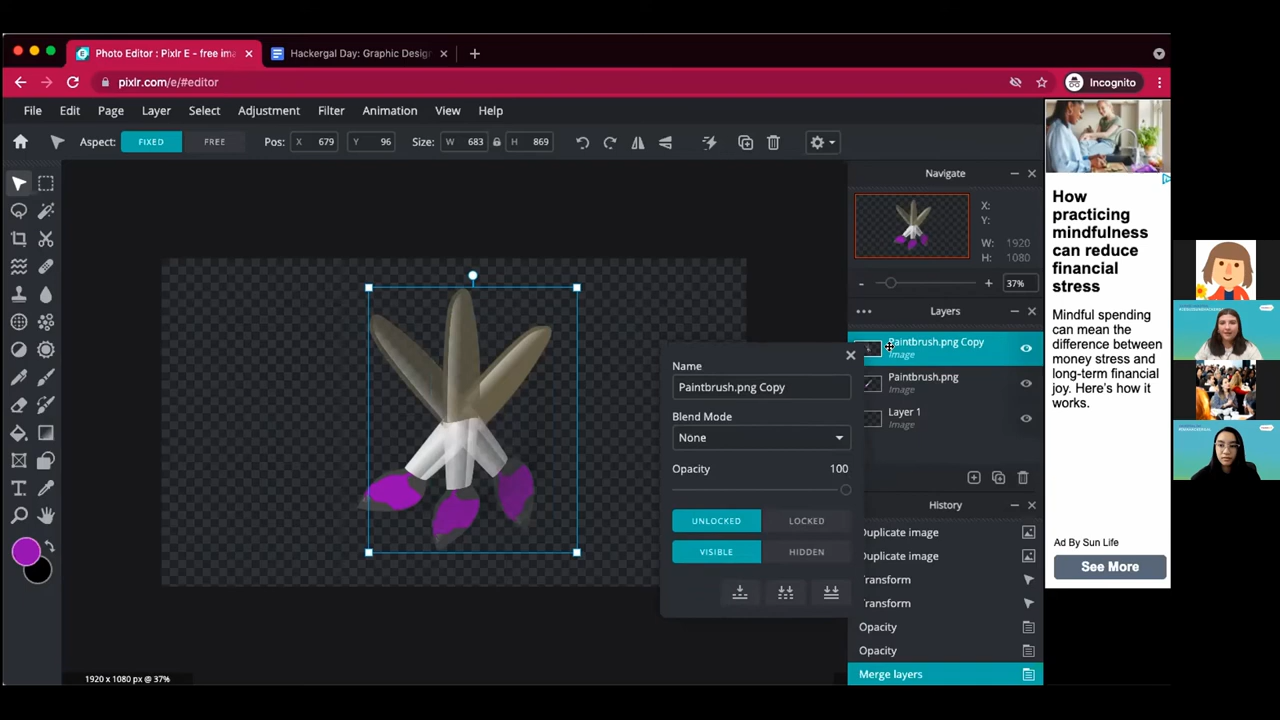 Photo Editor : Pixlr E - free ima
Hackergal Day: Graphic Design
pixlr.com/e/#editor
Incognito
File Edit Page Layer Select Adjustment Filter Animation View Help
Aspect: FIXED FREE Pos: X 679 Y 96 Size: W 683 H 869
Navigate
X:
Y:
W: 1920
H: 1080
37%
Layers
Paintbrush.png Copy
Image
Paintbrush.png
Image
Layer 1
Image
Name
Paintbrush.png Copy
Blend Mode
None
Opacity 100
UNLOCKED LOCKED
VISIBLE HIDDEN
History
Duplicate image
Duplicate image
Transform
Transform
Opacity
Opacity
Merge layers
1920 x 1080 px @ 37%
How
practicing
mindfulness
can reduce
financial
stress
Mindful spending
can mean the
difference between
money stress and
long-term financial
joy. Here's how it
works.
Ad By Sun Life
See More